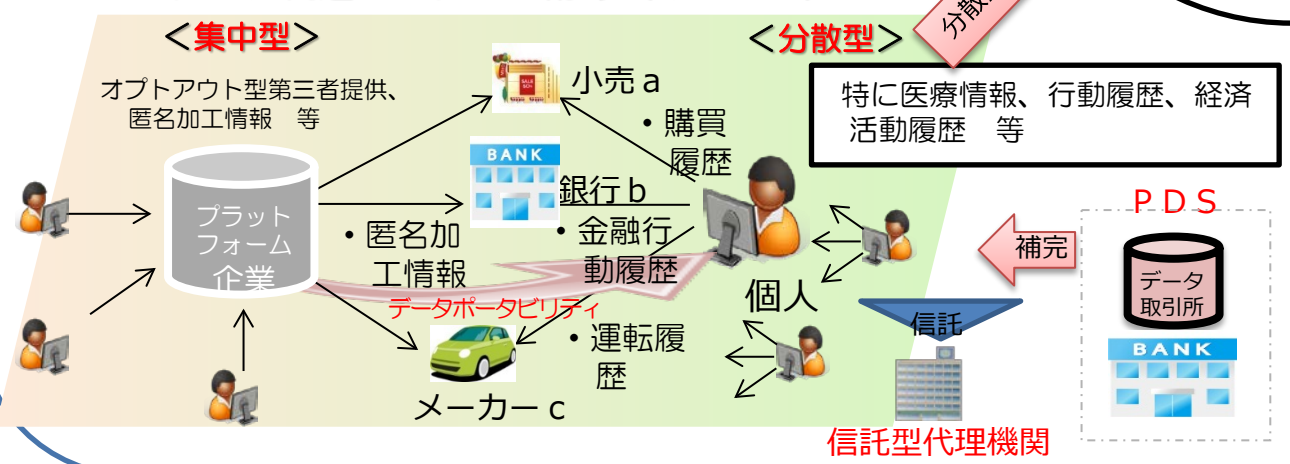 ＜集中型＞
オプトアウト型第三者提供、
匿名加工情報　等
プラット
フォーム
企業
・匿名加
工情報
データポータビリティ
小売ａ
SALE
BANK
銀行ｂ
メーカーｃ
＜分散型＞
・購買
履歴
・金融行
動履歴
・運転履
歴
個人
分散
特に医療情報、行動履歴、経済
活動履歴　等
補完
信託
信託型代理機関
ＰＤＳ
データ
取引所
BANK